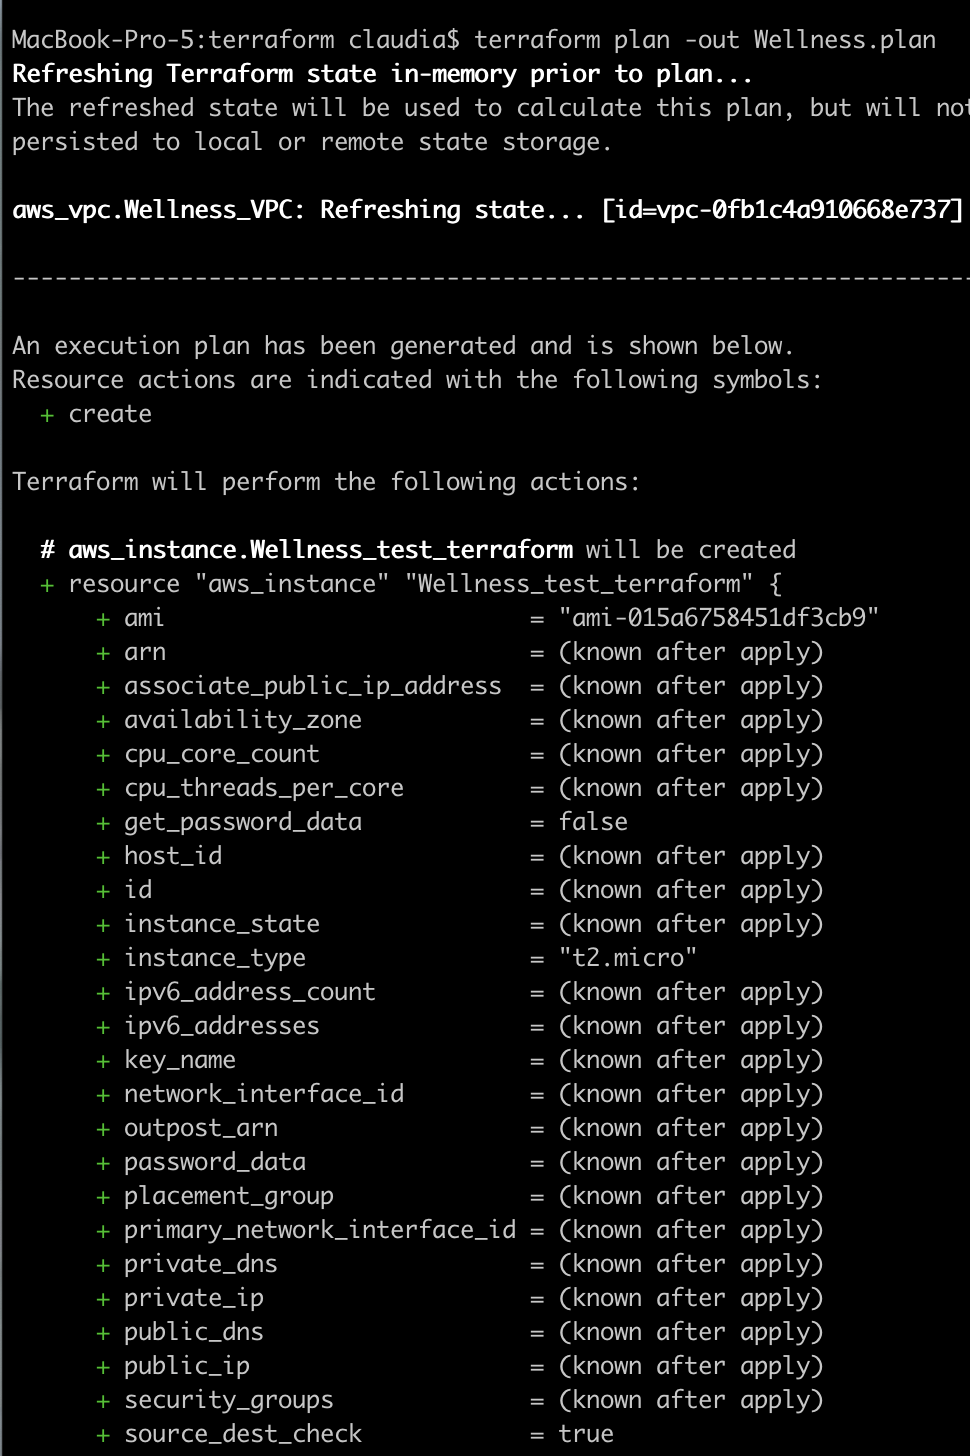 MacBook-Pro-5:terraform claudia$ terraform plan -out Wellness.plan
Refreshing Terraform state in-memory prior to plan...
The refreshed state will be used to calculate this plan, but will not
persisted to local or remote state storage.
aws_vpc.Wellness_VPC: Refreshing state... [id=vpc-0fb1c4a910668e737]
--------------------------------------------------------------------
An execution plan has been generated and is shown below.
Resource actions are indicated with the following symbols:
+ create
Terraform will perform the following actions:
# aws_instance.Wellness_test_terraform will be created
+ resource "aws_instance" "Wellness_test_terraform" {
+ ami = "ami-015a6758451df3cb9"
+ arn = (known after apply)
+ associate_public_ip_address = (known after apply)
+ availability_zone = (known after apply)
+ cpu_core_count = (known after apply)
+ cpu_threads_per_core = (known after apply)
+ get_password_data = false
+ host_id = (known after apply)
+ id = (known after apply)
+ instance_state = (known after apply)
+ instance_type = "t2.micro"
+ ipv6_address_count = (known after apply)
+ ipv6_addresses = (known after apply)
+ key_name = (known after apply)
+ network_interface_id = (known after apply)
+ outpost_arn = (known after apply)
+ password_data = (known after apply)
+ placement_group = (known after apply)
+ primary_network_interface_id = (known after apply)
+ private_dns = (known after apply)
+ private_ip = (known after apply)
+ public_dns = (known after apply)
+ public_ip = (known after apply)
+ security_groups = (known after apply)
+ source_dest_check = true